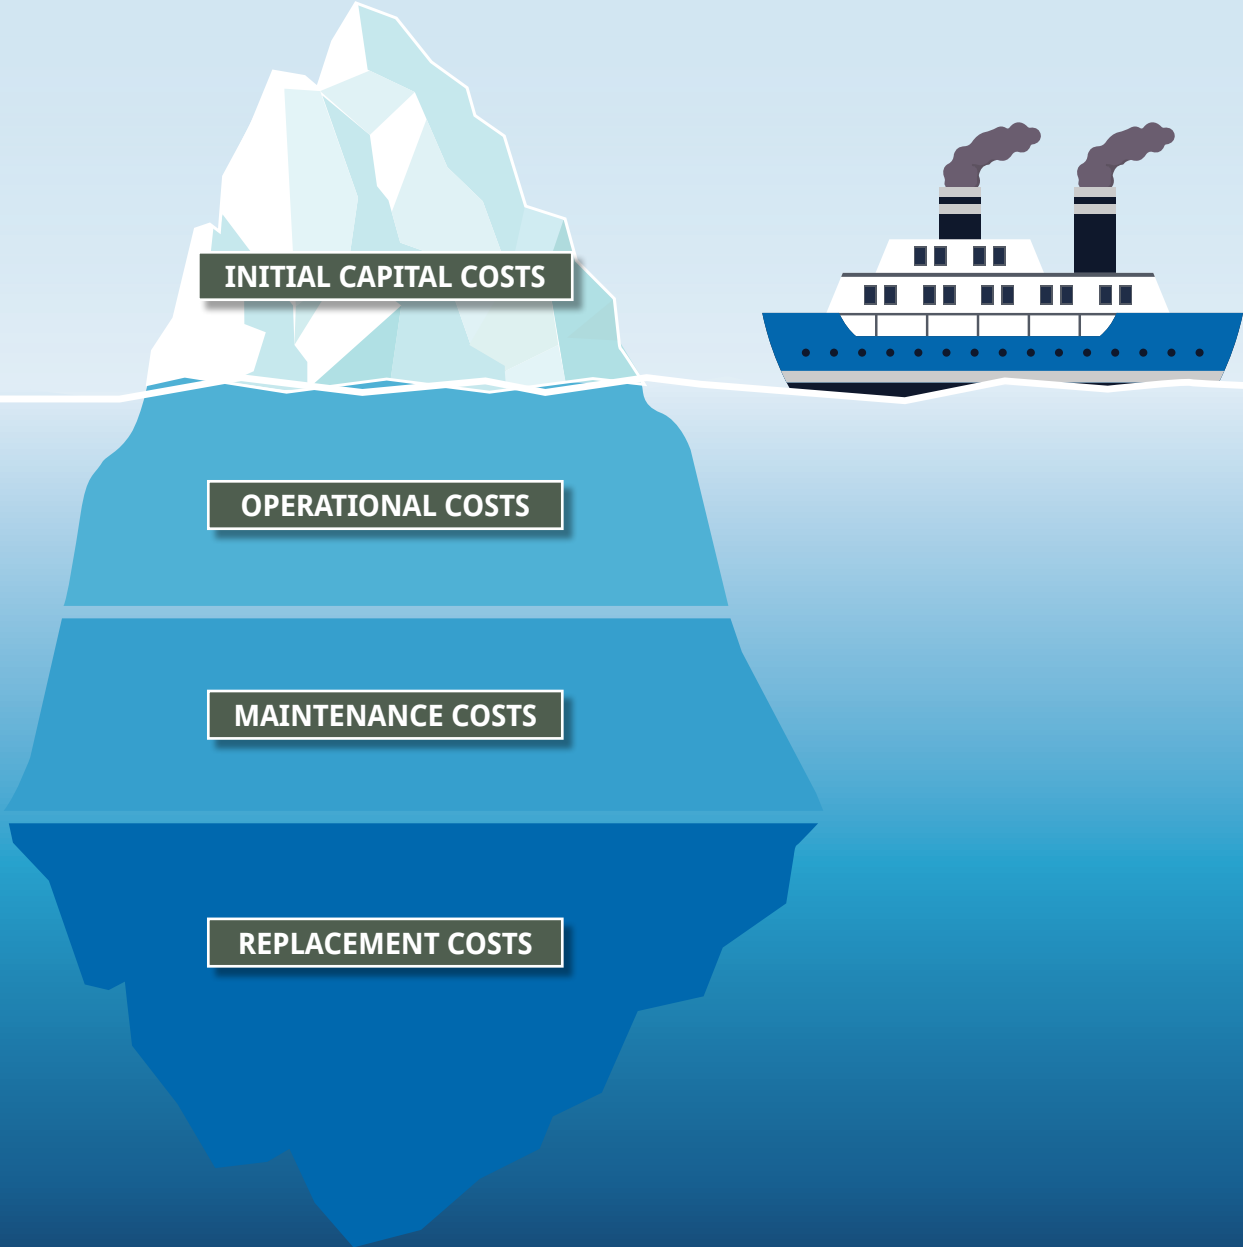 INITIAL CAPITAL COSTS
OPERATIONAL COSTS
MAINTENANCE COSTS
REPLACEMENT COSTS